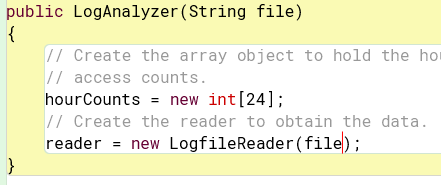 public LogAnalyzer(String file)
{
// Create the array object to hold the
// access counts.
hourCounts = new int[24];
// Create the reader to obtain the data.
reader = new LogfileReader(file);
}